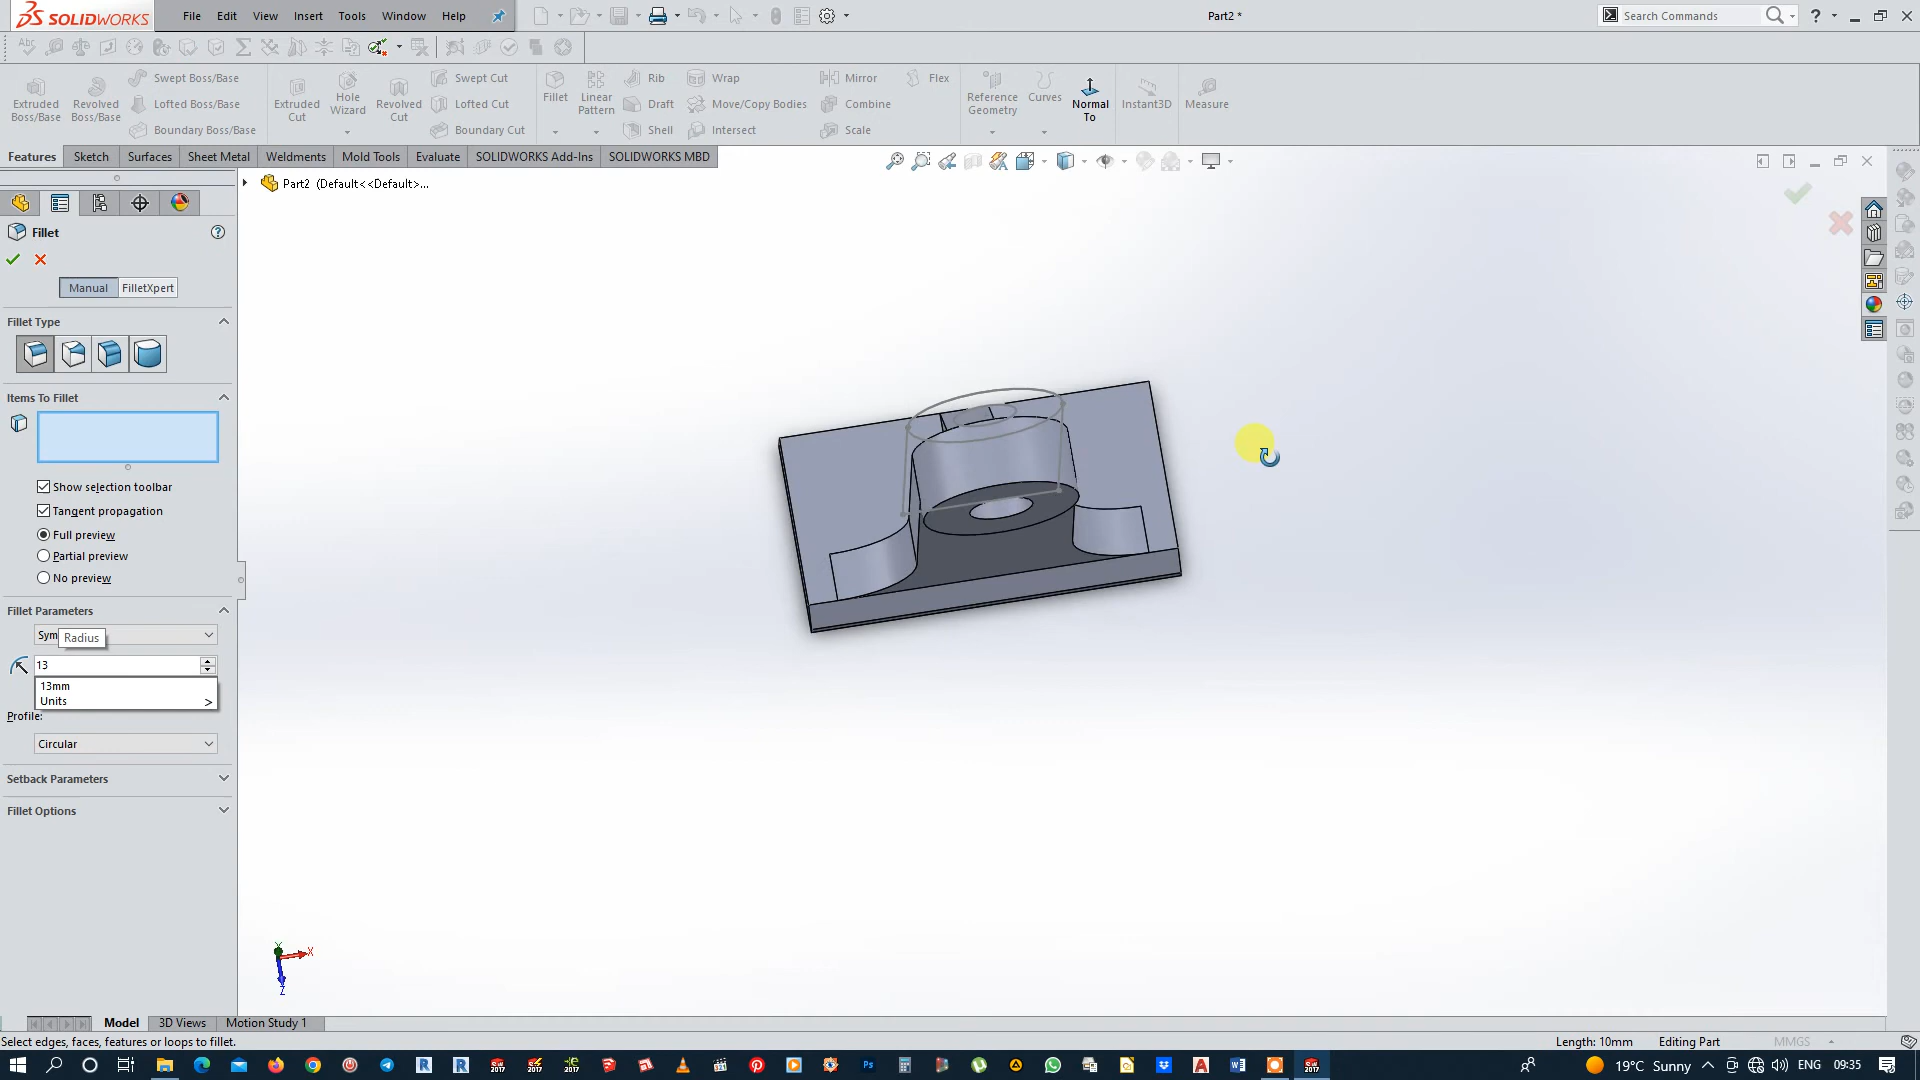 SOLIDWORKS File Edit View Insert Tools Window Help Part2 * Search Commands
Extruded Boss/Base
Revolved Boss/Base
Swept Boss/Base
Lofted Boss/Base
Boundary Boss/Base
Extruded Cut
Hole Wizard
Revolved Cut
Swept Cut
Lofted Cut
Boundary Cut
Fillet
Linear Pattern
Rib
Draft
Shell
Wrap
Move/Copy Bodies
Intersect
Mirror
Combine
Scale
Flex
Reference Geometry
Curves
Normal To
Instant3D
Measure
Features Sketch Surfaces Sheet Metal Weldments Mold Tools Evaluate SOLIDWORKS Add-Ins SOLIDWORKS MBD
Part2 (Default<<Default>...
Fillet
Manual FilletXpert
Fillet Type
Items To Fillet
Show selection toolbar
Tangent propagation
Full preview
Partial preview
No preview
Fillet Parameters
Sym
Radius
13
13mm
Units >
Profile:
Circular
Setback Parameters
Fillet Options
Y
X
Z
Model 3D Views Motion Study 1
Select edges, faces, features or loops to fillet. Length: 10mm Editing Part MMGS
19°C Sunny ENG 09:35